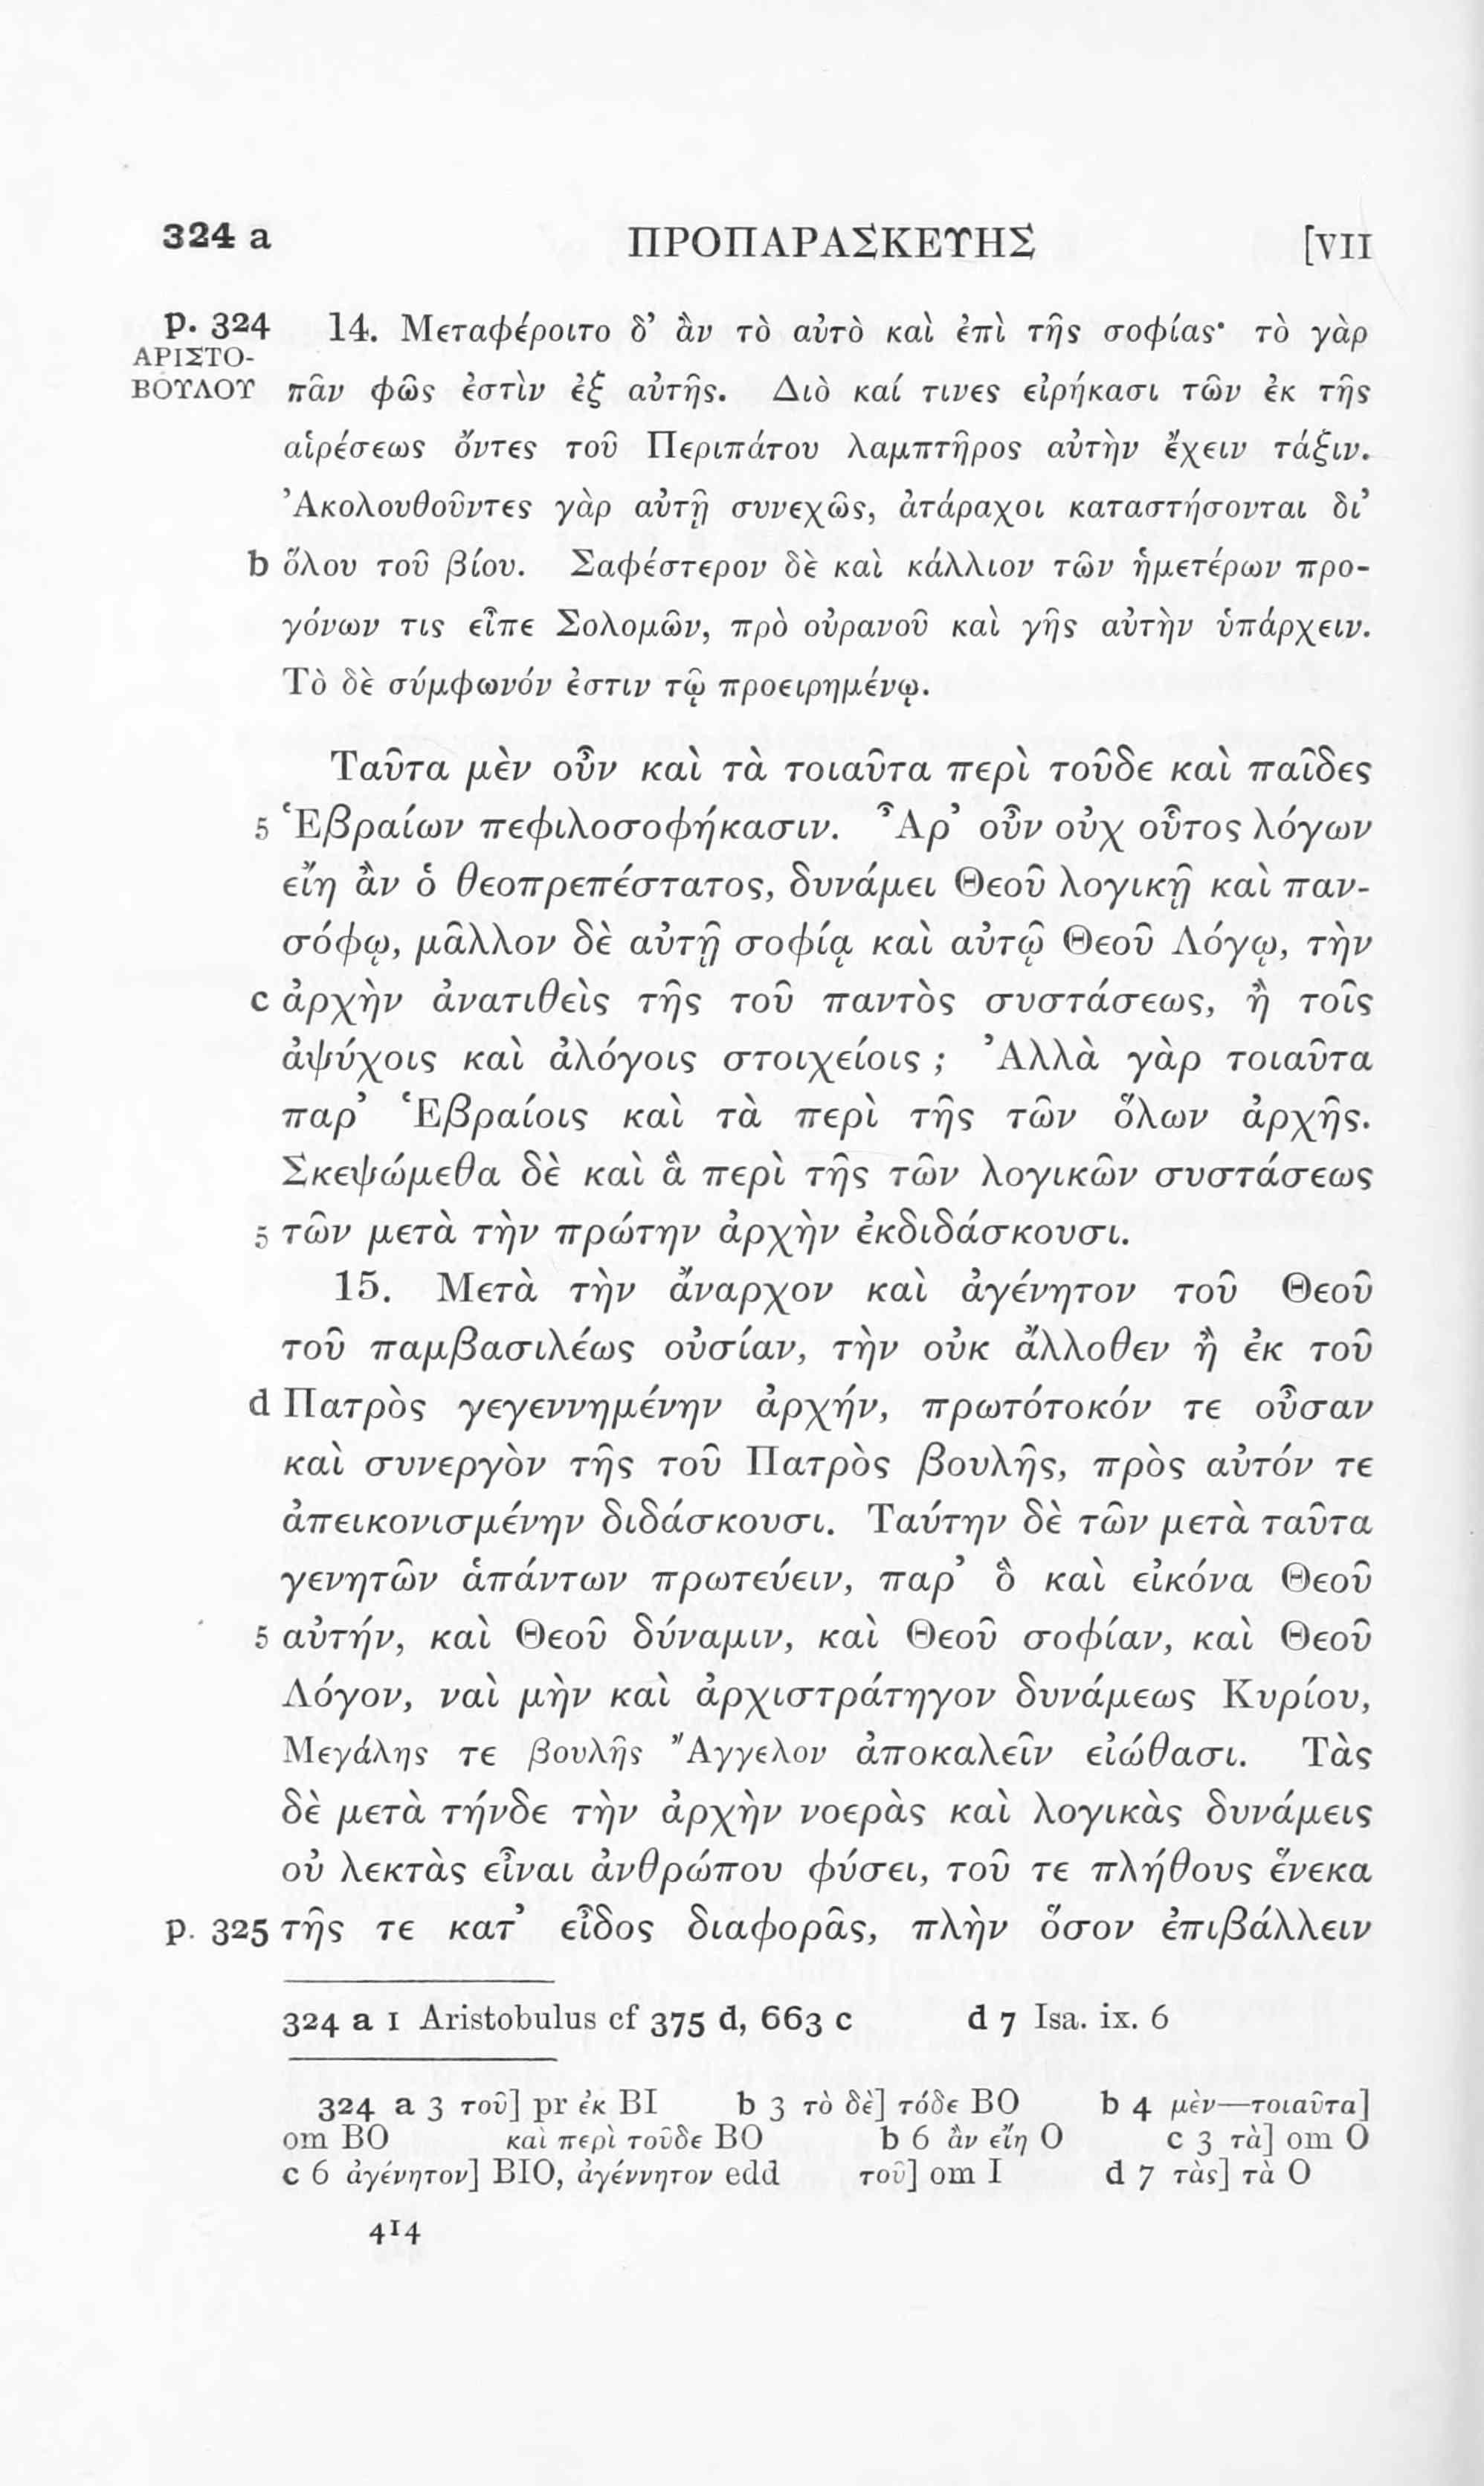 324 a ΠΡΟΠΑΡΑΣΚΕΥΗΣ [VII
p. 324 14. Μεταφέροιτο δ’ ἂν τὸ αὐτὸ καὶ ἐπὶ τῆς σοφίας· τὸ γὰρ
ΑΡΙΣΤΟ-
ΒΟΥΛΟΥ πᾶν φῶς ἐστὶν ἐξ αὐτῆς. Διὸ καί τινες εἰρήκασι τῶν ἐκ τῆς
αἱρέσεως ὄντες τοῦ Περιπάτου λαμπτῆρος αὐτὴν ἔχειν τάξιν.
Ἀκολουθοῦντες γὰρ αὐτῇ συνεχῶς, ἀτάραχοι καταστήσονται δι’
b ὅλου τοῦ βίου. Σαφέστερον δὲ καὶ κάλλιον τῶν ἡμετέρων προ-
γόνων τις εἶπε Σολομῶν, πρὸ οὐρανοῦ καὶ γῆς αὐτὴν ὑπάρχειν.
Τὸ δὲ σύμφωνόν ἐστιν τῷ προειρημένῳ.
Ταῦτα μὲν οὖν καὶ τὰ τοιαῦτα περὶ τοῦδε καὶ παῖδες
5 Ἑβραίων πεφιλοσοφήκασιν. Ἆρ’ οὖν οὐχ οὗτος λόγων
εἴη ἂν ὁ θεοπρεπέστατος, δυνάμει Θεοῦ λογικῇ καὶ παν-
σόφῳ, μᾶλλον δὲ αὐτῇ σοφίᾳ καὶ αὐτῷ Θεοῦ Λόγῳ, τὴν
c ἀρχὴν ἀνατιθεὶς τῆς τοῦ παντὸς συστάσεως, ἢ τοῖς
ἀψύχοις καὶ ἀλόγοις στοιχείοις ; Ἀλλὰ γὰρ τοιαῦτα
παρ’ Ἑβραίοις καὶ τὰ περὶ τῆς τῶν ὅλων ἀρχῆς.
Σκεψώμεθα δὲ καὶ ἃ περὶ τῆς τῶν λογικῶν συστάσεως
5 τῶν μετὰ τὴν πρώτην ἀρχὴν ἐκδιδάσκουσι.
15. Μετὰ τὴν ἄναρχον καὶ ἀγένητον τοῦ Θεοῦ
τοῦ παμβασιλέως οὐσίαν, τὴν οὐκ ἄλλοθεν ἢ ἐκ τοῦ
d Πατρὸς γεγεννημένην ἀρχήν, πρωτότοκόν τε οὖσαν
καὶ συνεργὸν τῆς τοῦ Πατρὸς βουλῆς, πρὸς αὐτόν τε
ἀπεικονισμένην διδάσκουσι. Ταύτην δὲ τῶν μετὰ ταῦτα
γενητῶν ἁπάντων πρωτεύειν, παρ’ ὃ καὶ εἰκόνα Θεοῦ
5 αὐτήν, καὶ Θεοῦ δύναμιν, καὶ Θεοῦ σοφίαν, καὶ Θεοῦ
Λόγον, ναὶ μὴν καὶ ἀρχιστράτηγον δυνάμεως Κυρίου,
Μεγάλης τε βουλῆς Ἄγγελον ἀποκαλεῖν εἰώθασι. Τὰς
δὲ μετὰ τήνδε τὴν ἀρχὴν νοερὰς καὶ λογικὰς δυνάμεις
οὐ λεκτὰς εἶναι ἀνθρώπου φύσει, τοῦ τε πλήθους ἕνεκα
p. 325 τῆς τε κατ’ εἶδος διαφορᾶς, πλὴν ὅσον ἐπιβάλλειν
324 a 1 Aristobulus cf 375 d, 663 c d 7 Isa. ix. 6
324 a 3 τοῦ] pr ἐκ BI b 3 τὸ δὲ] τόδε BO b 4 μὲν—τοιαῦτα]
om BO καὶ περὶ τοῦδε BO b 6 ἂν εἴη O c 3 τὰ] om O
c 6 ἀγένητον] BIO, ἀγέννητον edd τοῦ] om I d 7 τὰς] τὰ O
414